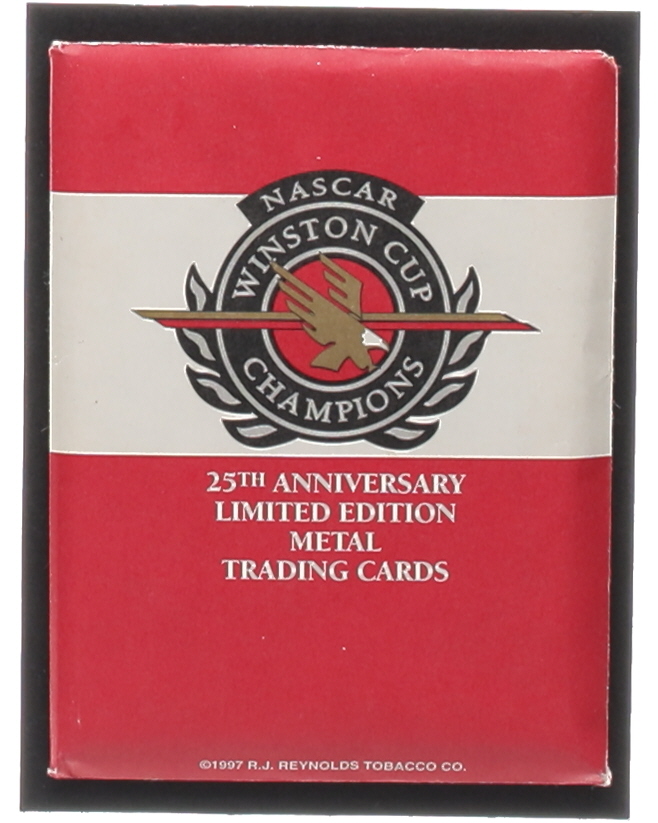 NASCAR
WINSTON CUP
CHAMPIONS
25TH ANNIVERSARY
LIMITED EDITION
METAL
TRADING CARDS
©1997 R.J. REYNOLDS TOBACCO CO.